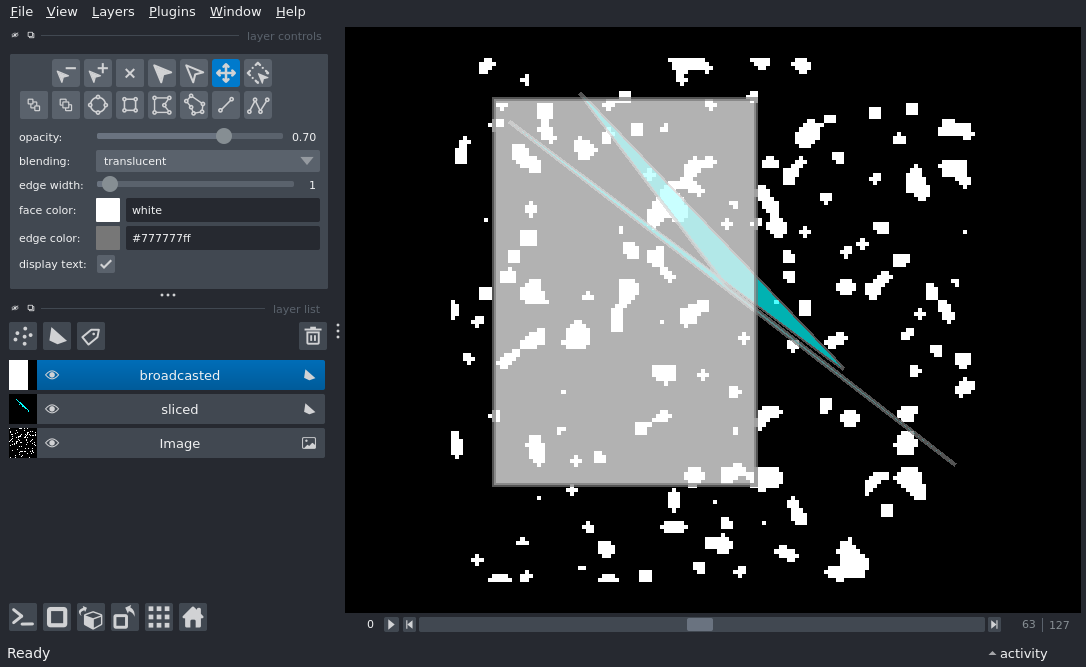 File View Layers Plugins Window Help
layer controls
opacity: 0.70
blending: translucent
edge width: 1
face color: white
edge color: #777777ff
display text:
layer list
broadcasted
sliced
Image
0 63 127
Ready activity